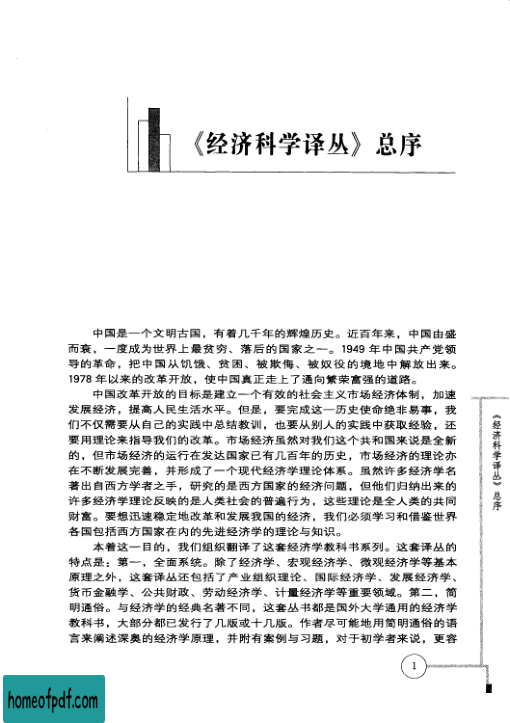 《经济科学译丛》总序
中国是一个文明古国，有着几千年的辉煌历史。近百年来，中国由盛
而衰，一度成为世界上最贫穷、落后的国家之一。1949 年中国共产党领
导的革命，把中国从饥饿、贫困、被欺侮、被奴役的境地中解放出来。
1978 年以来的改革开放，使中国真正走上了通向繁荣富强的道路。
中国改革开放的目标是建立一个有效的社会主义市场经济体制，加速
发展经济，提高人民生活水平。但是，要完成这一历史使命绝非易事，我
们不仅需要从自己的实践中总结教训，也要从别人的实践中获取经验，还
要用理论来指导我们的改革。市场经济虽然对我们这个共和国来说是全新
的，但市场经济的运行在发达国家已有几百年的历史，市场经济的理论亦
在不断发展完善，并形成了一个现代经济学理论体系。虽然许多经济学名
著出自西方学者之手，研究的是西方国家的经济问题，但他们归纳出来的
许多经济学理论反映的是人类社会的普遍行为，这些理论是全人类的共同
财富。要想迅速稳定地改革和发展我国的经济，我们必须学习和借鉴世界
各国包括西方国家在内的先进经济学的理论与知识。
本着这一目的，我们组织翻译了这套经济学教科书系列。这套译丛的
特点是：第一，全面系统。除了经济学、宏观经济学、微观经济学等基本
原理之外，这套译丛还包括了产业组织理论、国际经济学、发展经济学、
货币金融学、公共财政、劳动经济学、计量经济学等重要领域。第二，简
明通俗。与经济学的经典名著不同，这套丛书都是国外大学通用的经济学
教科书，大部分都已发行了几版或十几版。作者尽可能地用简明通俗的语
言来阐述深奥的经济学原理，并附有案例与习题，对于初学者来说，更容
《经济科学译丛》总序
1
homeofpdf.com